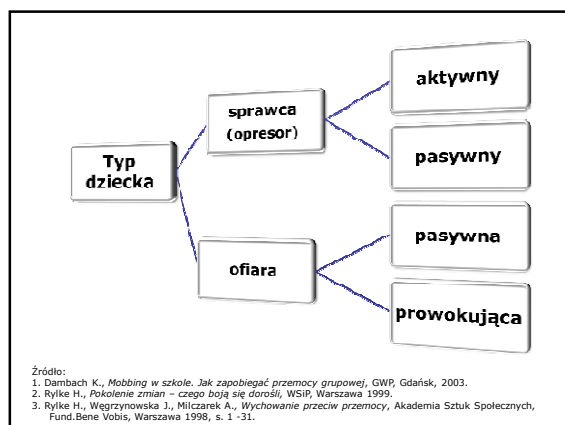 Typ
dziecka
sprawca
(opresor)
aktywny
pasywny
ofiara
pasywna
prowokująca
Źródło:
1. Dambach K., Mobbing w szkole. Jak zapobiegać przemocy grupowej, GWP, Gdańsk, 2003.
2. Rylke H., Pokolenie zmian – czego boją się dorośli, WSiP, Warszawa 1999.
3. Rylke H., Węgrzynowska J., Milczarek A., Wychowanie przeciw przemocy, Akademia Sztuk Społecznych,
Fund.Bene Vobis, Warszawa 1998, s. 1 -31.